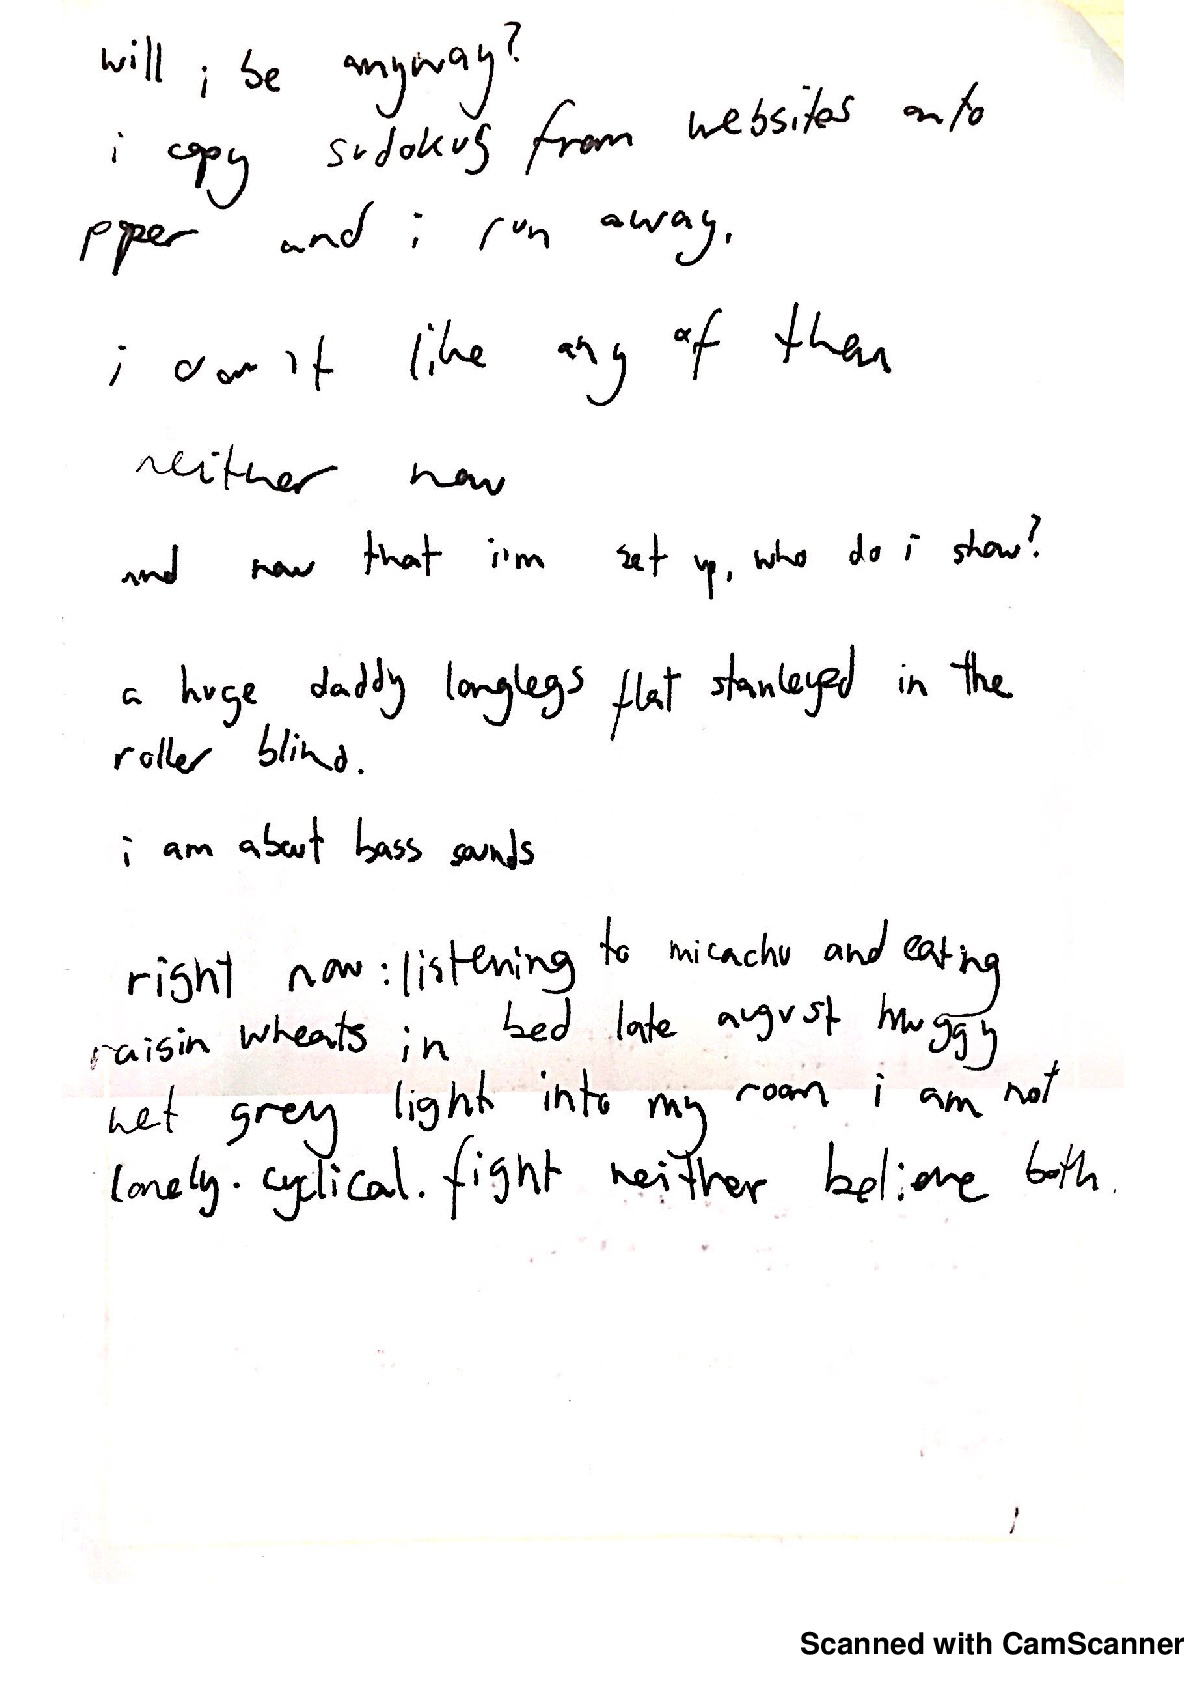 will i be anyway?
i copy sudokus from websites onto
paper and i run away.
i don't like any of them
neither now
and now that i'm set up, who do i show?
a huge daddy longlegs flat stanleyed in the
roller blind.
i am about bass sounds
right now: listening to micachu and eating
raisin wheats in bed late august muggy
wet grey light into my room i am not
lonely. cyclical. fight neither believe both.
Scanned with CamScanner